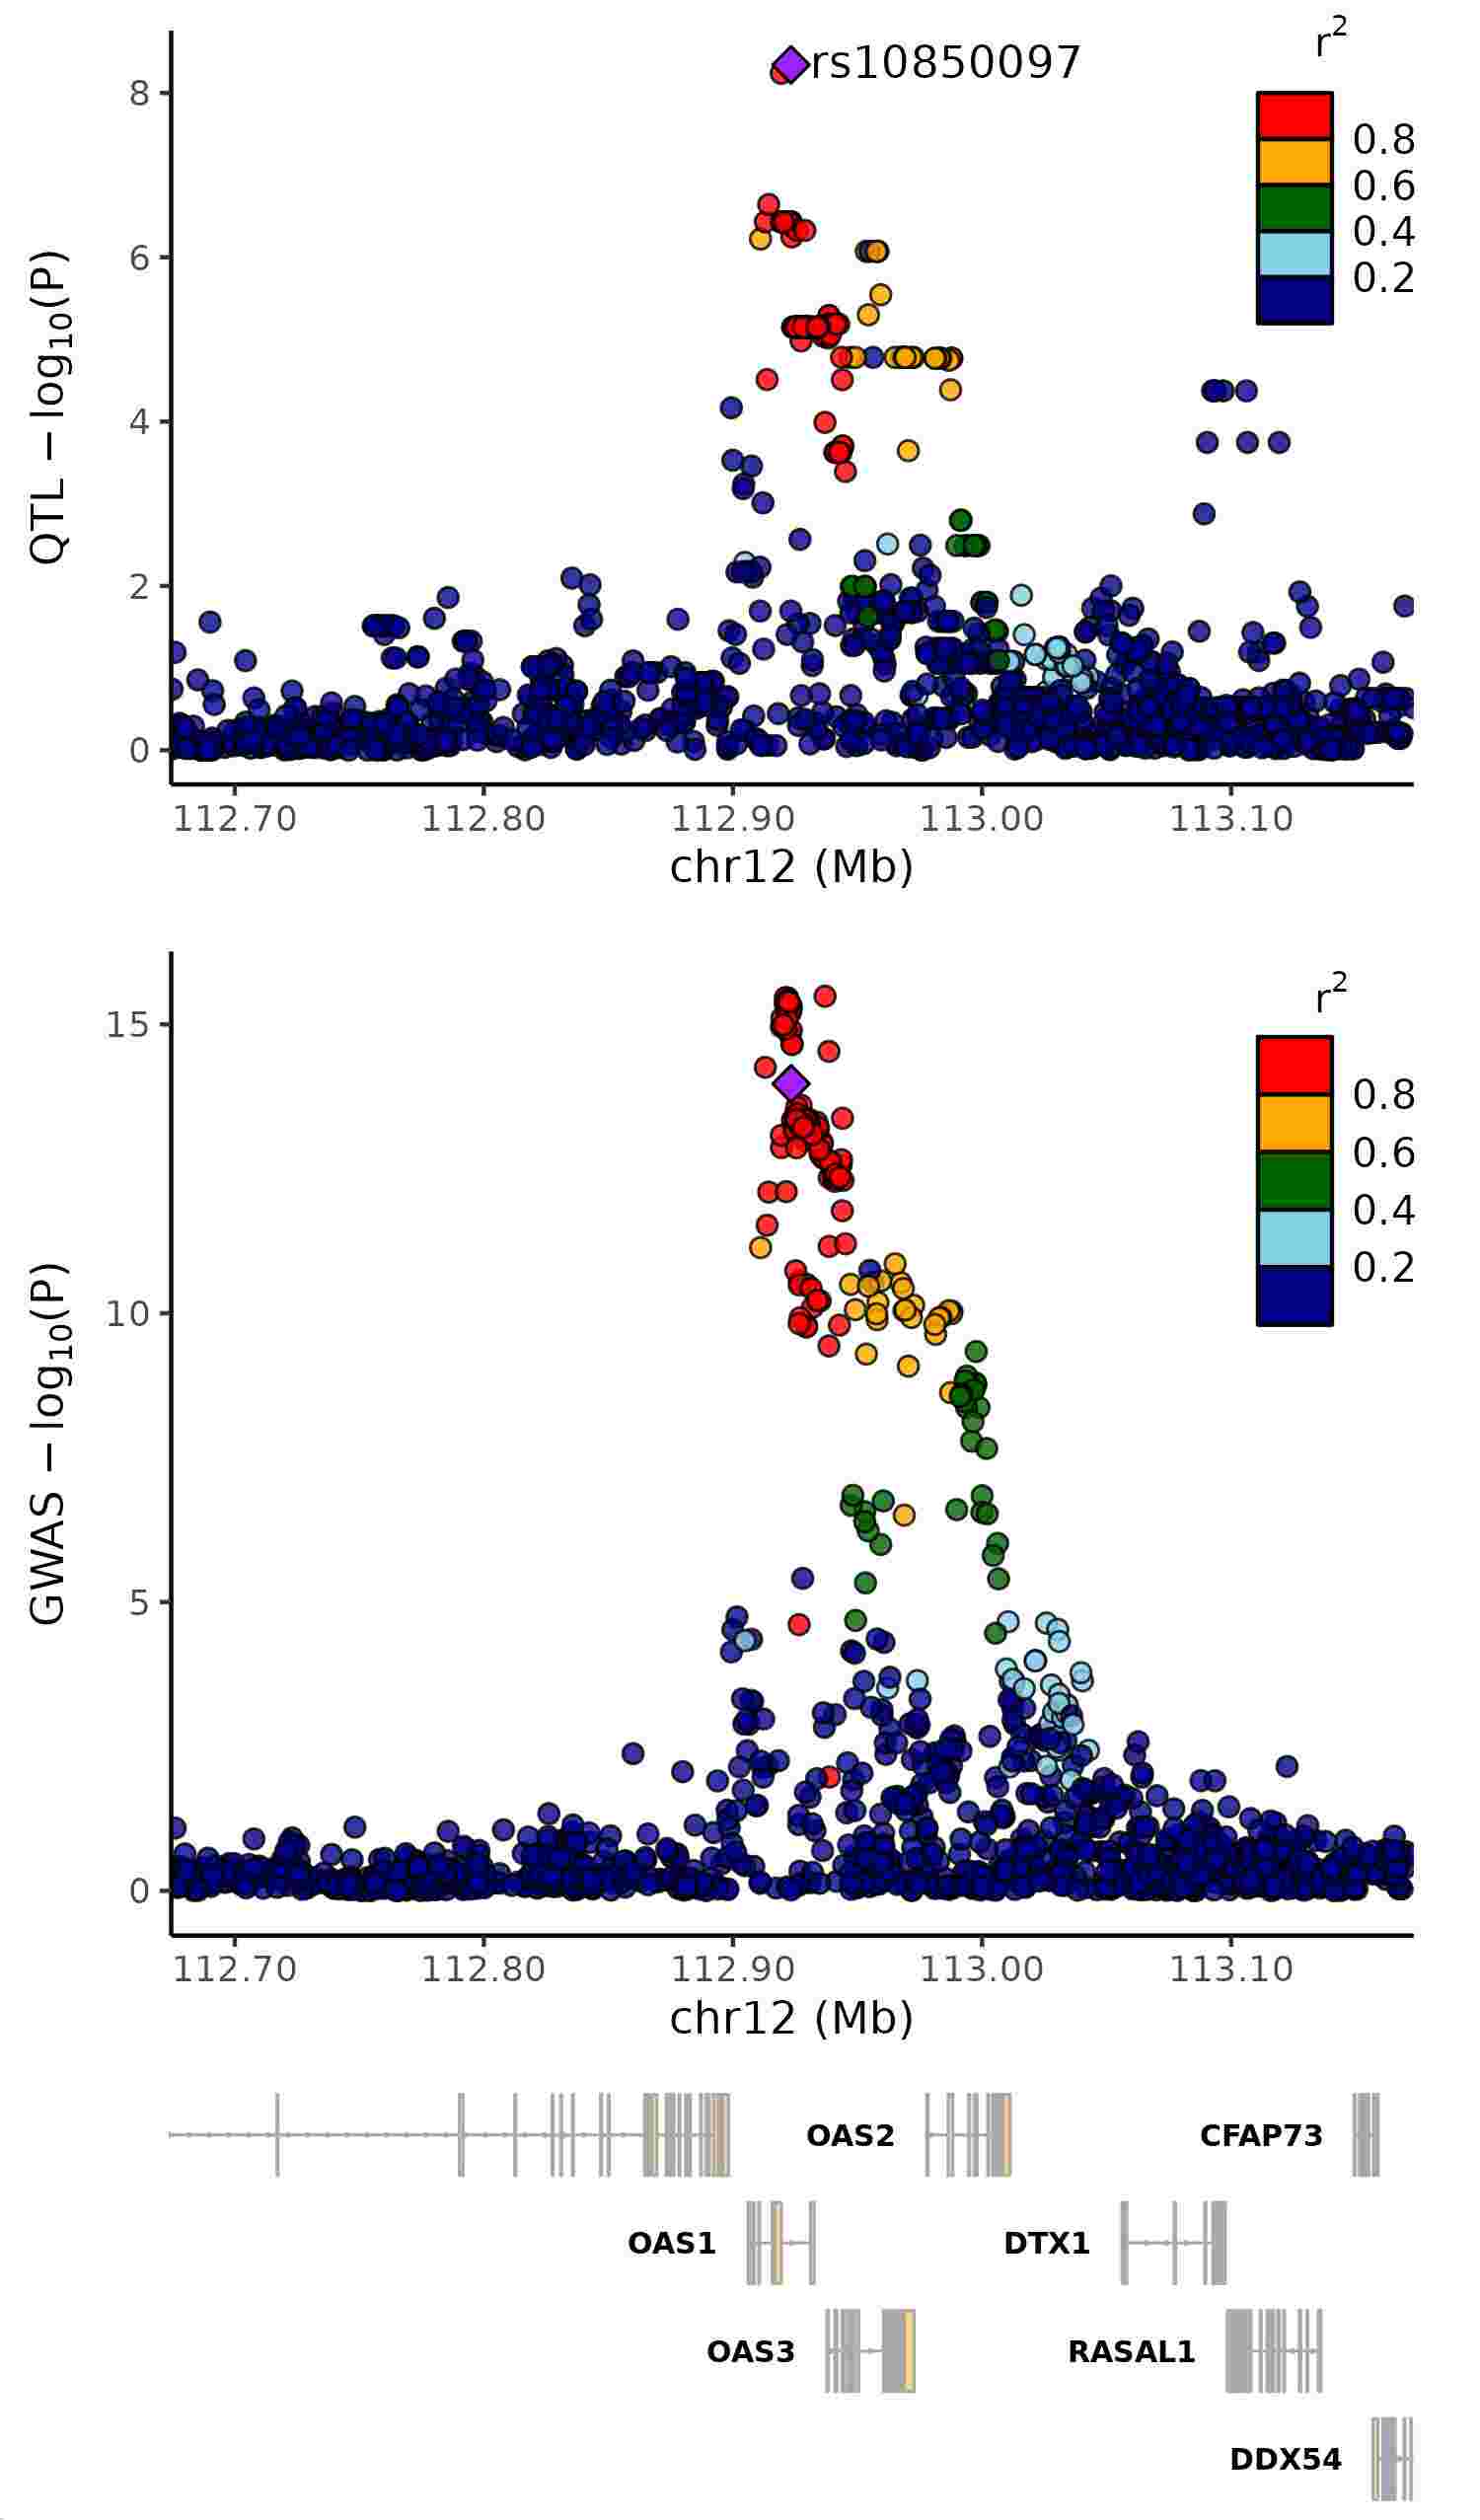 rs10850097
r²
0.8
0.6
0.4
0.2
8
6
4
2
0
QTL −log₁₀(P)
112.70 112.80 112.90 113.00 113.10
chr12 (Mb)
r²
0.8
0.6
0.4
0.2
15
10
5
0
GWAS −log₁₀(P)
112.70 112.80 112.90 113.00 113.10
chr12 (Mb)
OAS2 CFAP73
OAS1 DTX1
OAS3 RASAL1
DDX54